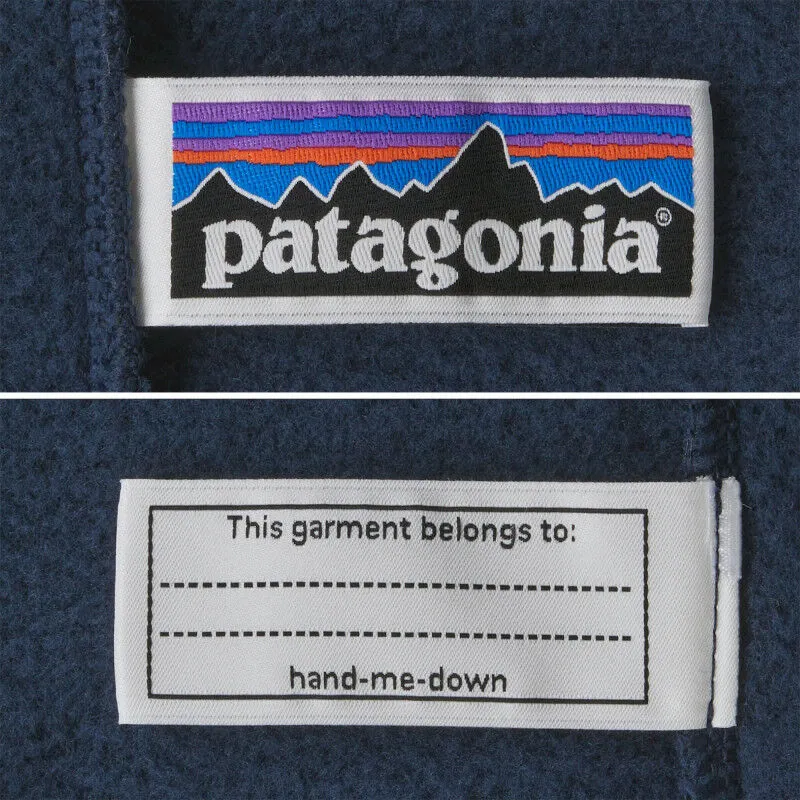 patagonia®
This garment belongs to:
hand-me-down